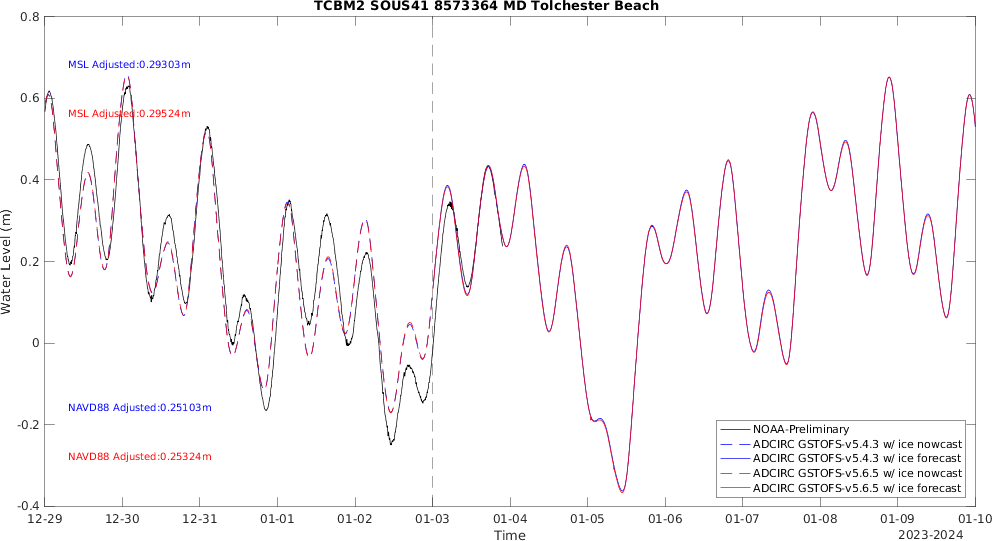 TCBM2 SOUS41 8573364 MD Tolchester Beach
0.8
0.6
0.4
0.2
0
-0.2
-0.4
Water Level (m)
MSL Adjusted:0.29303m
MSL Adjusted:0.29524m
NAVD88 Adjusted:0.25103m
NAVD88 Adjusted:0.25324m
NOAA-Preliminary
ADCIRC GSTOFS-v5.4.3 w/ ice nowcast
ADCIRC GSTOFS-v5.4.3 w/ ice forecast
ADCIRC GSTOFS-v5.6.5 w/ ice nowcast
ADCIRC GSTOFS-v5.6.5 w/ ice forecast
12-29 12-30 12-31 01-01 01-02 01-03 01-04 01-05 01-06 01-07 01-08 01-09 01-10
Time
2023-2024